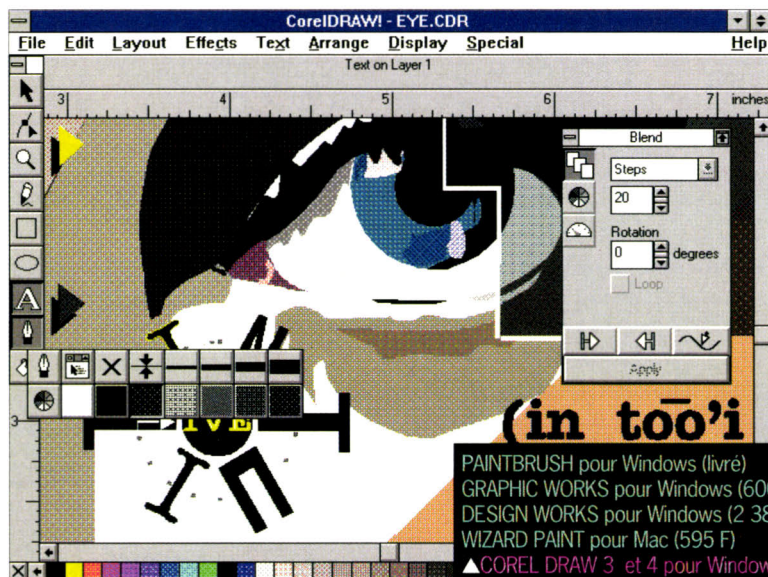 CorelDRAW! - EYE.CDR
File Edit Layout Effects Text Arrange Display Special Help
Text on Layer 1
3 4 5 6 7 inches
Blend
Steps
20
Rotation
0 degrees
Loop
Apply
A
3
(in too'i
PAINTBRUSH pour Windows (livré)
GRAPHIC WORKS pour Windows (60
DESIGN WORKS pour Windows (2 38
WIZARD PAINT pour Mac (595 F)
▲COREL DRAW 3 et 4 pour Window